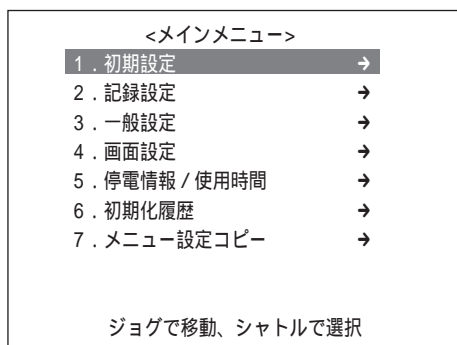 <メインメニュー>
1．初期設定 →
2．記録設定 →
3．一般設定 →
4．画面設定 →
5．停電情報 / 使用時間 →
6．初期化履歴 →
7．メニュー設定コピー →
ジョグで移動、シャトルで選択